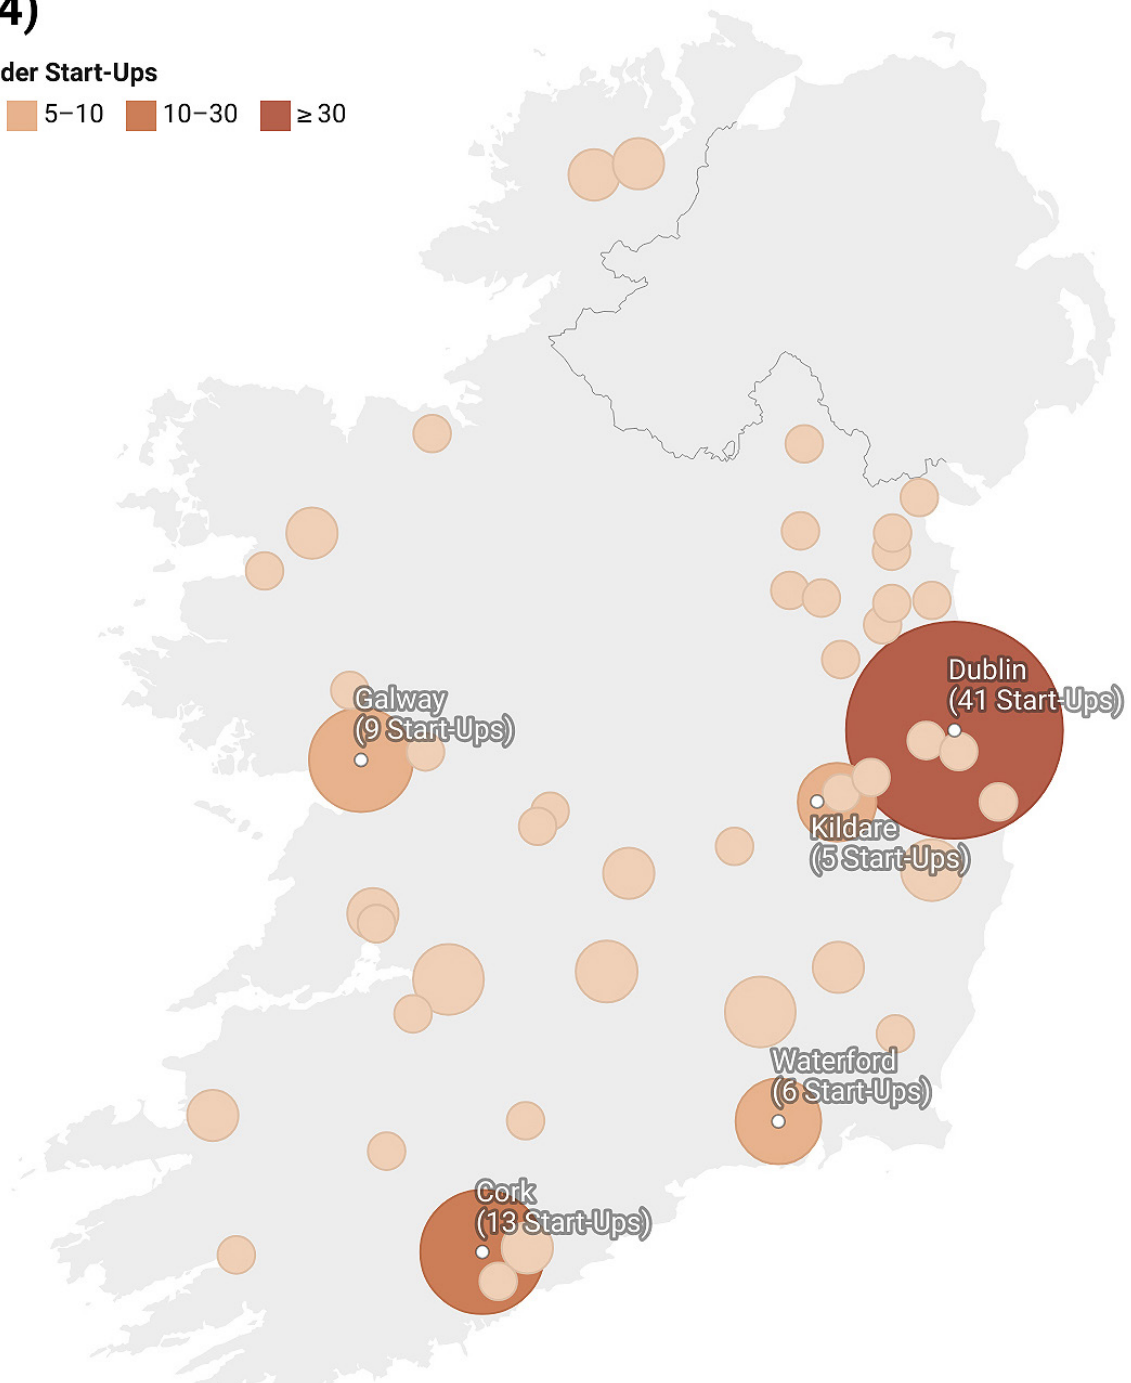 4)
der Start-Ups
5–10 10–30 ≥ 30
Dublin
(41 Start-Ups)
Galway
(9 Start-Ups)
Kildare
(5 Start-Ups)
Waterford
(6 Start-Ups)
Cork
(13 Start-Ups)